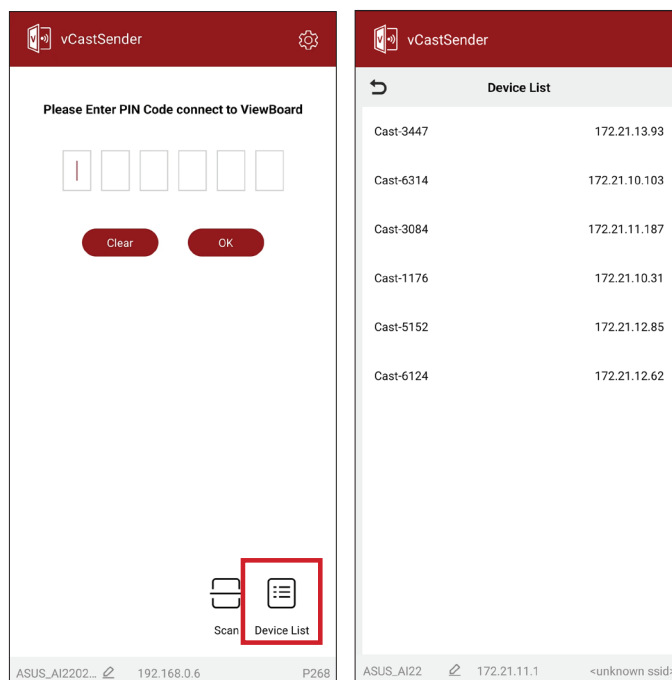 vCastSender
Please Enter PIN Code connect to ViewBoard
Clear OK
Scan Device List
ASUS_AI2202... 192.168.0.6 P268
vCastSender
Device List
Cast-3447 172.21.13.93
Cast-6314 172.21.10.103
Cast-3084 172.21.11.187
Cast-1176 172.21.10.31
Cast-5152 172.21.12.85
Cast-6124 172.21.12.62
ASUS_AI22 172.21.11.1 <unknown ssid>